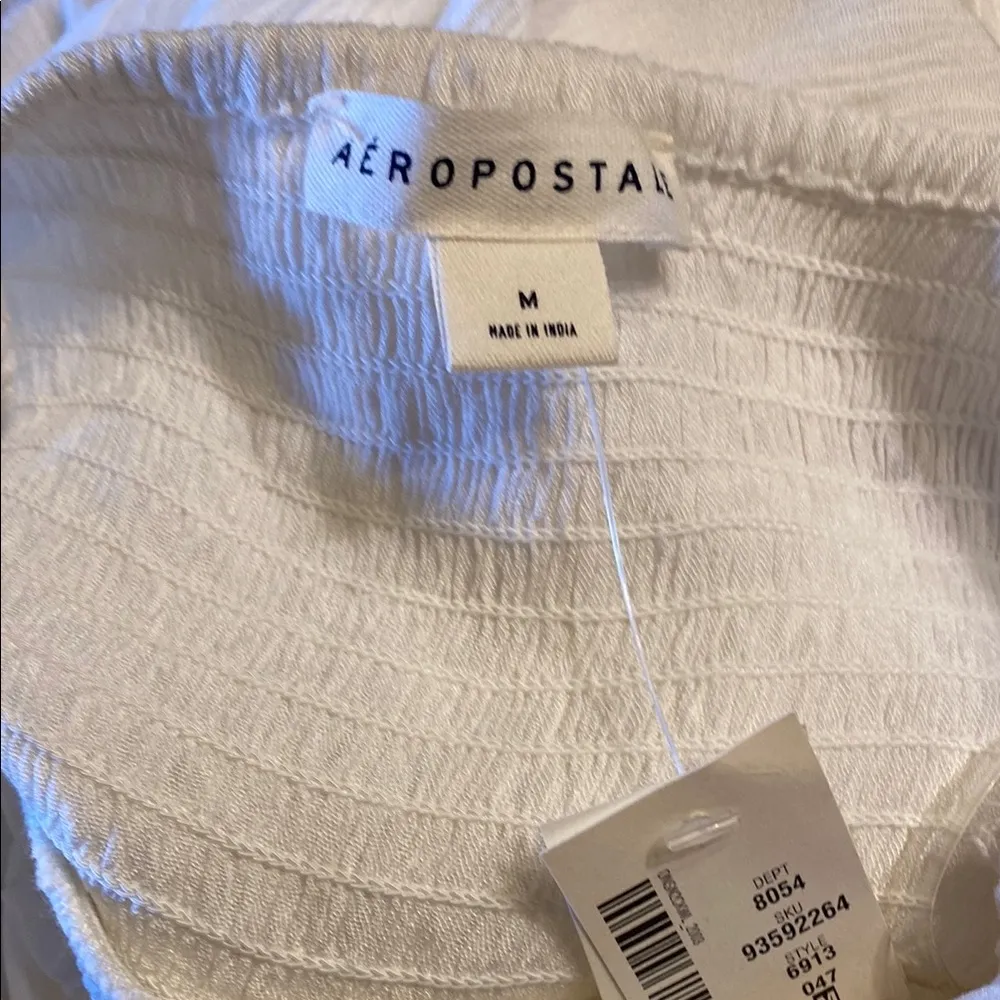 AÉROPOSTALE
M
MADE IN INDIA
DEPT
8054
SKU
93592264
STYLE
6913
047